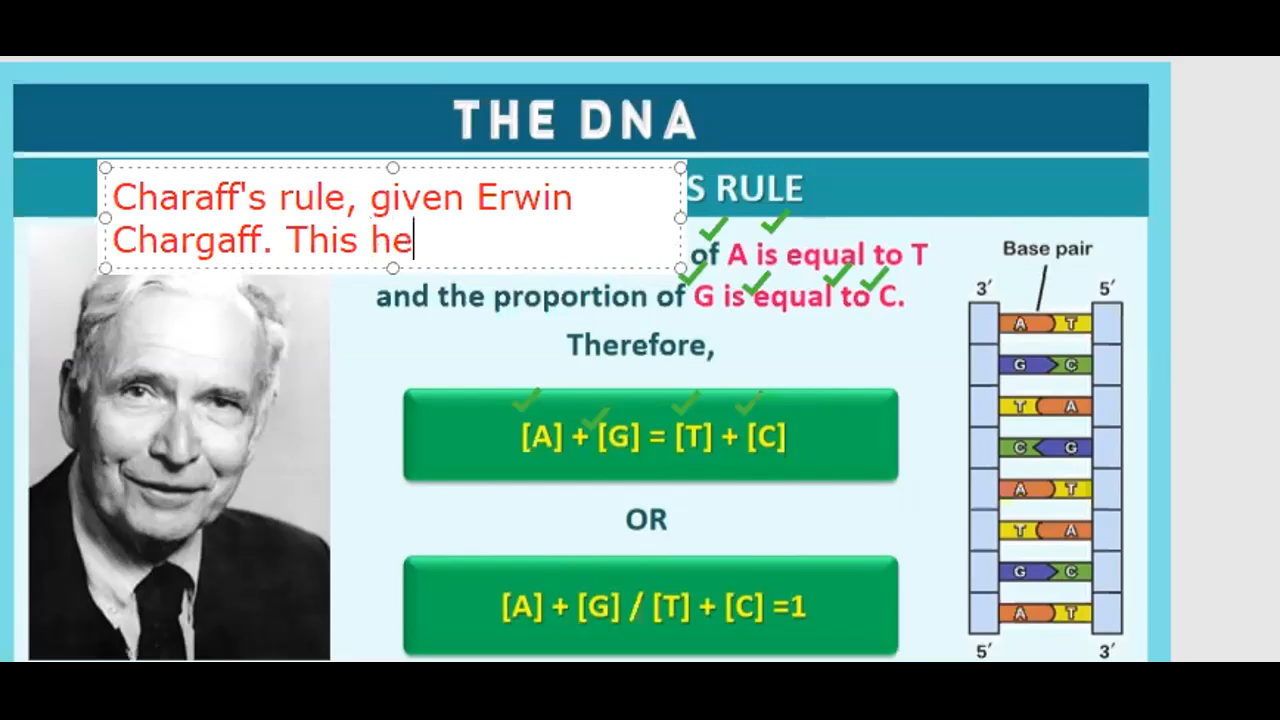 THE DNA
S RULE
Charaff's rule, given Erwin
Chargaff. This he
of A is equal to T
and the proportion of G is equal to C.
Therefore,
[A] + [G] = [T] + [C]
OR
[A] + [G] / [T] + [C] =1
Base pair
3′ 5′
A T
G C
T A
C G
A T
T A
G C
A T
5′ 3′